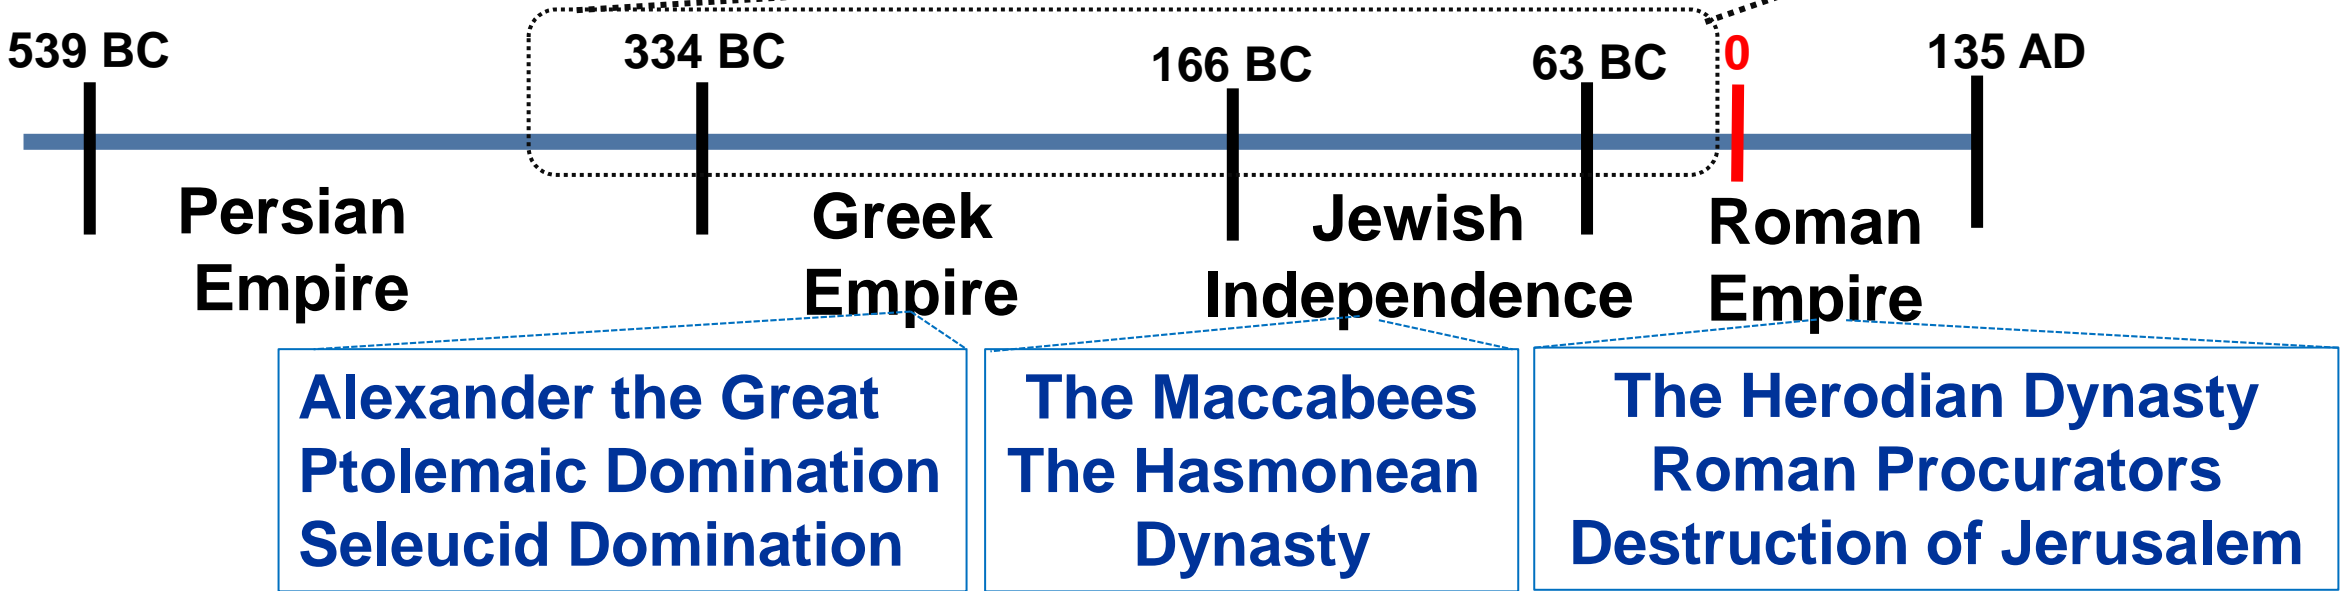 539 BC
334 BC
166 BC
63 BC
0
135 AD
Persian
Empire
Greek
Empire
Jewish
Independence
Roman
Empire
Alexander the Great
Ptolemaic Domination
Seleucid Domination
The Maccabees
The Hasmonean
Dynasty
The Herodian Dynasty
Roman Procurators
Destruction of Jerusalem